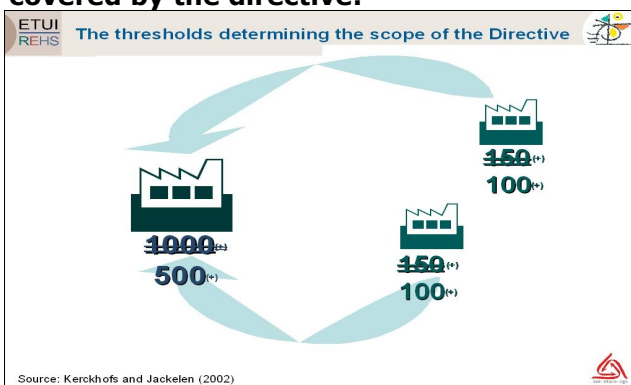 covered by the directive.
ETUI
REHS
The thresholds determining the scope of the Directive
150(+)
100(+)
1000(+)
500(+)
150(+)
100(+)
Source: Kerckhofs and Jackelen (2002)